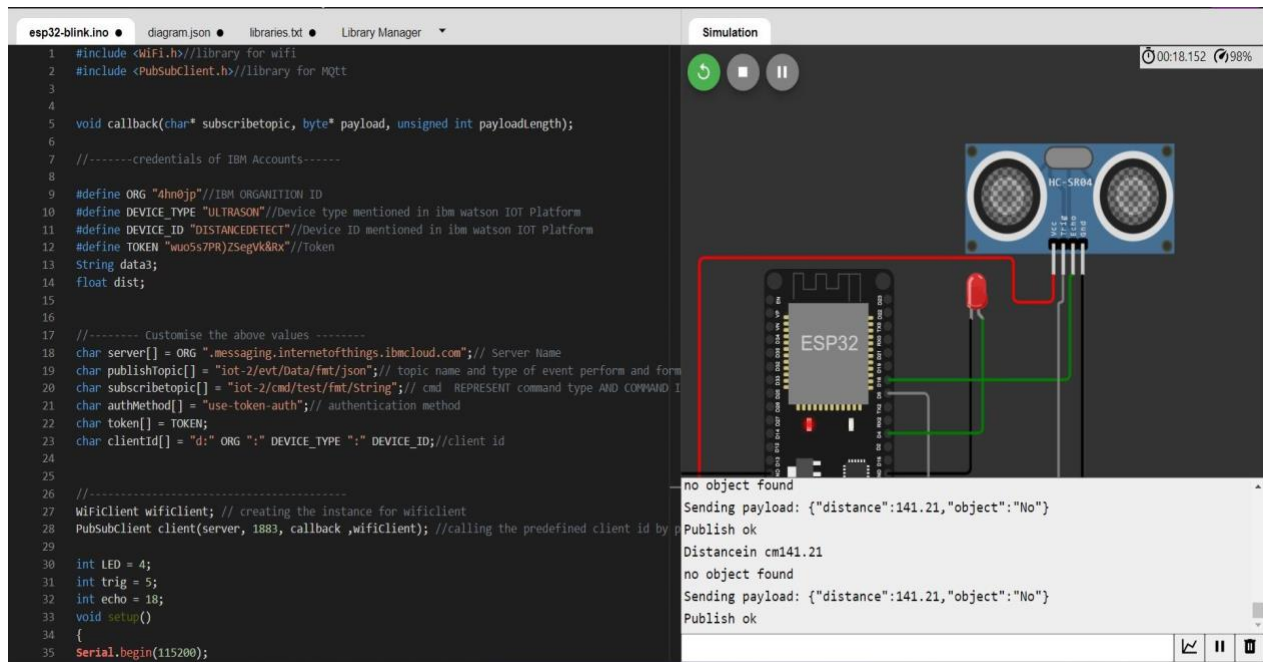 esp32-blink.ino ● diagram.json ● libraries.txt ● Library Manager
1 #include <WiFi.h>//library for wifi
2 #include <PubSubClient.h>//library for MQtt
3
4
5 void callback(char* subscribetopic, byte* payload, unsigned int payloadLength);
6
7 //-------credentials of IBM Accounts------
8
9 #define ORG "4hn0jp"//IBM ORGANITION ID
10 #define DEVICE_TYPE "ULTRASON"//Device type mentioned in ibm watson IOT Platform
11 #define DEVICE_ID "DISTANCEDETECT"//Device ID mentioned in ibm watson IOT Platform
12 #define TOKEN "wuo5s7PR)ZSegVk&Rx"//Token
13 String data3;
14 float dist;
15
16
17 //-------- Customise the above values --------
18 char server[] = ORG ".messaging.internetofthings.ibmcloud.com";// Server Name
19 char publishTopic[] = "iot-2/evt/Data/fmt/json";// topic name and type of event perform and form
20 char subscribetopic[] = "iot-2/cmd/test/fmt/String";// cmd  REPRESENT command type AND COMMAND I
21 char authMethod[] = "use-token-auth";// authentication method
22 char token[] = TOKEN;
23 char clientId[] = "d:" ORG ":" DEVICE_TYPE ":" DEVICE_ID;//client id
24
25
26 //-----------------------------------------
27 WiFiClient wifiClient; // creating the instance for wificlient
28 PubSubClient client(server, 1883, callback ,wifiClient); //calling the predefined client id by p
29
30 int LED = 4;
31 int trig = 5;
32 int echo = 18;
33 void setup()
34 {
35 Serial.begin(115200);
Simulation
00:18.152 98%
HC-SR04
Vcc
Trig
Echo
Gnd
ESP32
no object found
Sending payload: {"distance":141.21,"object":"No"}
Publish ok
Distancein cm141.21
no object found
Sending payload: {"distance":141.21,"object":"No"}
Publish ok